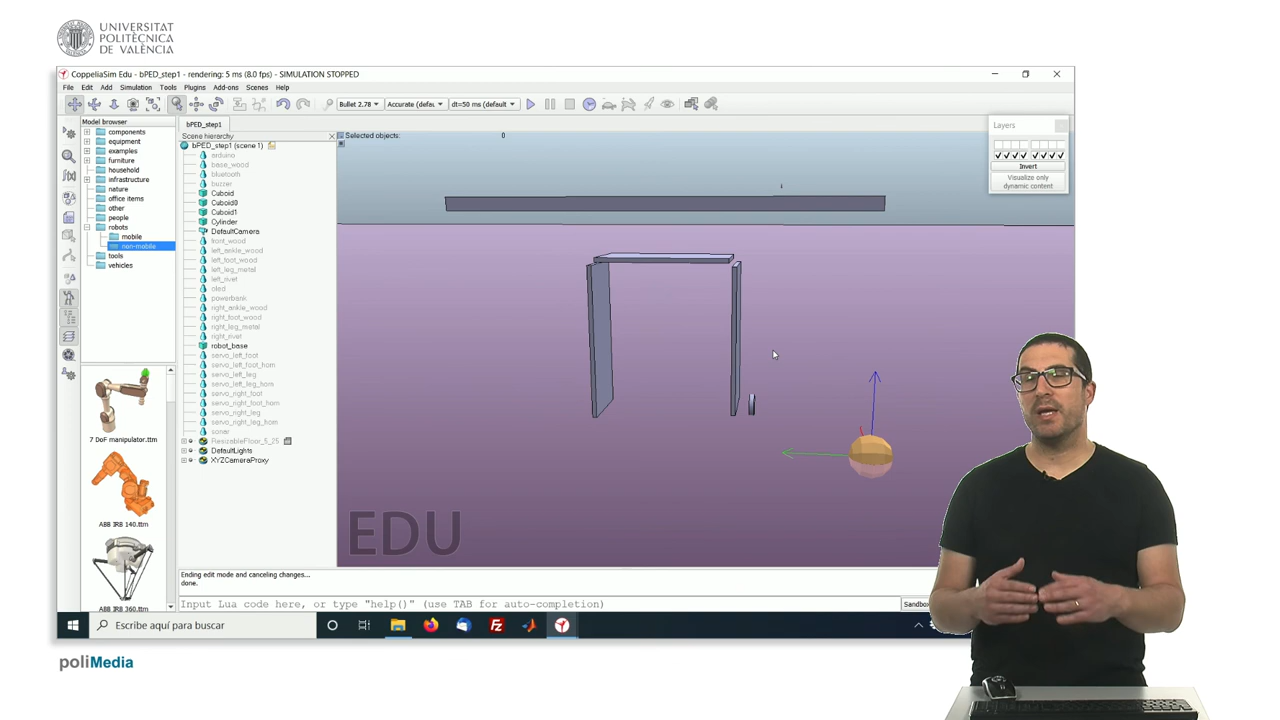 UNIVERSITAT
POLITÈCNICA
DE VALÈNCIA
CoppeliaSim Edu - bPED_step1 - rendering: 5 ms (8.0 fps) - SIMULATION STOPPED
File Edit Add Simulation Tools Plugins Add-ons Scenes Help
Bullet 2.78 Accurate (defau dt=50 ms (default)
Model browser
components
equipment
examples
furniture
household
infrastructure
nature
office items
other
people
robots
mobile
non-mobile
tools
vehicles
7 DoF manipulator.ttm
ABB IRB 140.ttm
ABB IRB 360.ttm
bPED_step1
Scene hierarchy
bPED_step1 (scene 1)
arduino
base_wood
bluetooth
buzzer
Cuboid
Cuboid0
Cuboid1
Cylinder
DefaultCamera
front_wood
left_ankle_wood
left_foot_wood
left_leg_metal
left_rivet
oled
powerbank
right_ankle_wood
right_foot_wood
right_leg_metal
right_rivet
robot_base
servo_left_foot
servo_left_foot_horn
servo_left_leg
servo_left_leg_horn
servo_right_foot
servo_right_foot_horn
servo_right_leg
servo_right_leg_horn
sonar
ResizableFloor_5_25
DefaultLights
XYZCameraProxy
Selected objects: 0
Layers
Invert
Visualize only
dynamic content
EDU
Ending edit mode and canceling changes...
done.
Input Lua code here, or type "help()" (use TAB for auto-completion)
Sandbo
Escribe aquí para buscar
poliMedia